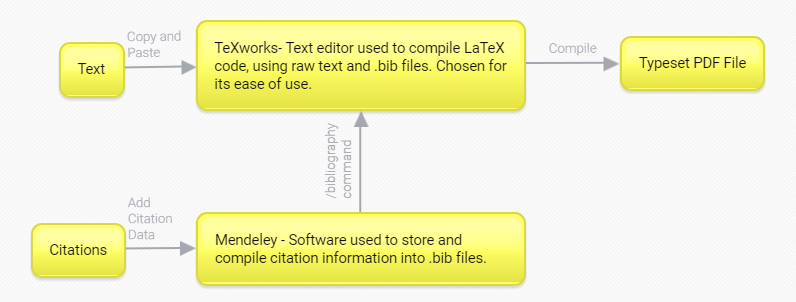 Copy and
Paste
Text
TeXworks- Text editor used to compile LaTeX
code, using raw text and .bib files. Chosen for
its ease of use.
Compile
Typeset PDF File
/bibliography
command
Add
Citation
Data
Citations
Mendeley - Software used to store and
compile citation information into .bib files.